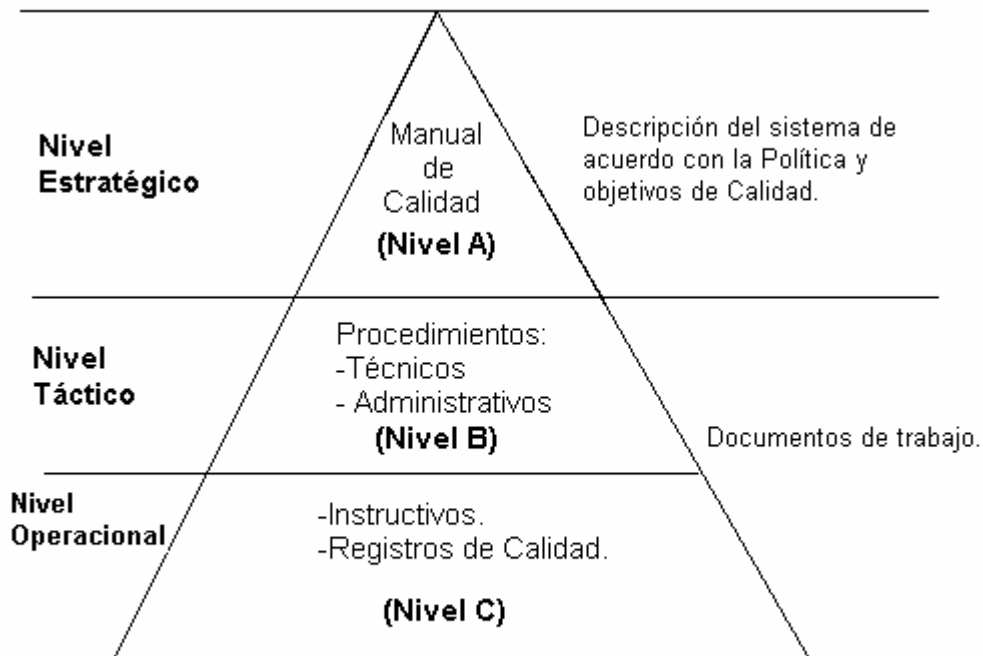 Nivel
Estratégico
Manual
de
Calidad
(Nivel A)
Descripción del sistema de
acuerdo con la Política y
objetivos de Calidad.
Nivel
Táctico
Procedimientos:
-Técnicos
- Administrativos
(Nivel B)
Documentos de trabajo.
Nivel
Operacional
-Instructivos.
-Registros de Calidad.
(Nivel C)